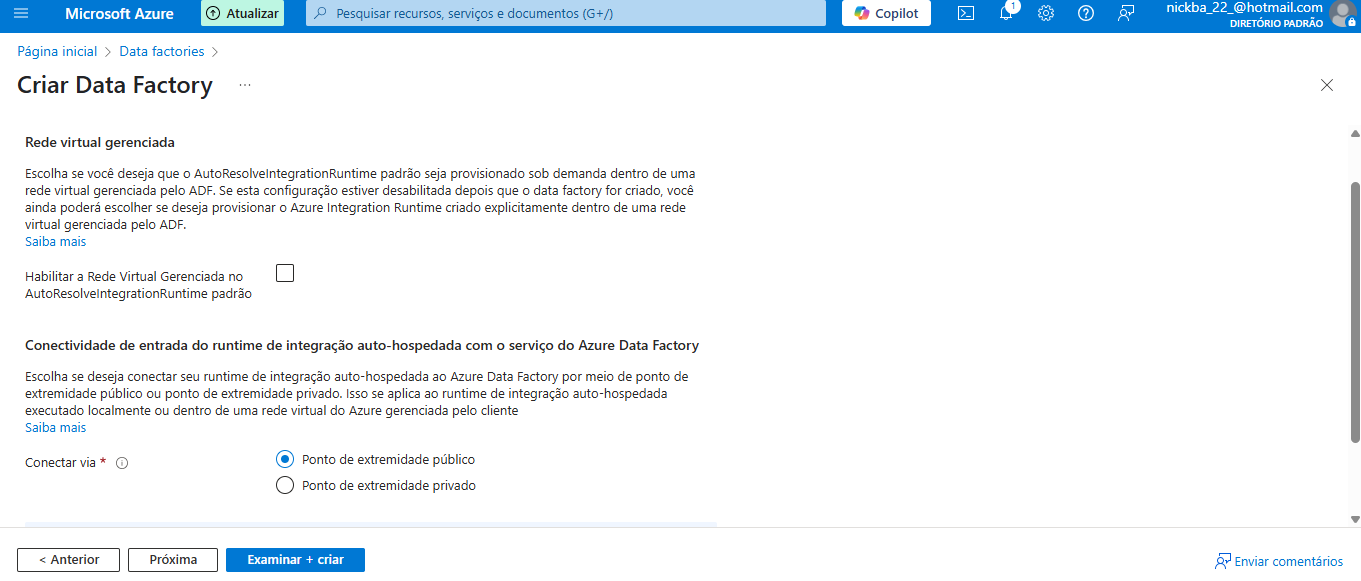 Microsoft Azure
Atualizar
Pesquisar recursos, serviços e documentos (G+/)
Copilot
1
nickba_22_@hotmail.com
DIRETÓRIO PADRÃO
Página inicial > Data factories >
Criar Data Factory ...
Rede virtual gerenciada
Escolha se você deseja que o AutoResolveIntegrationRuntime padrão seja provisionado sob demanda dentro de uma
rede virtual gerenciada pelo ADF. Se esta configuração estiver desabilitada depois que o data factory for criado, você
ainda poderá escolher se deseja provisionar o Azure Integration Runtime criado explicitamente dentro de uma rede
virtual gerenciada pelo ADF.
Saiba mais
Habilitar a Rede Virtual Gerenciada no
AutoResolveIntegrationRuntime padrão
Conectividade de entrada do runtime de integração auto-hospedada com o serviço do Azure Data Factory
Escolha se deseja conectar seu runtime de integração auto-hospedada ao Azure Data Factory por meio de ponto de
extremidade público ou ponto de extremidade privado. Isso se aplica ao runtime de integração auto-hospedada
executado localmente ou dentro de uma rede virtual do Azure gerenciada pelo cliente
Saiba mais
Conectar via *
Ponto de extremidade público
Ponto de extremidade privado
< Anterior
Próxima
Examinar + criar
Enviar comentários